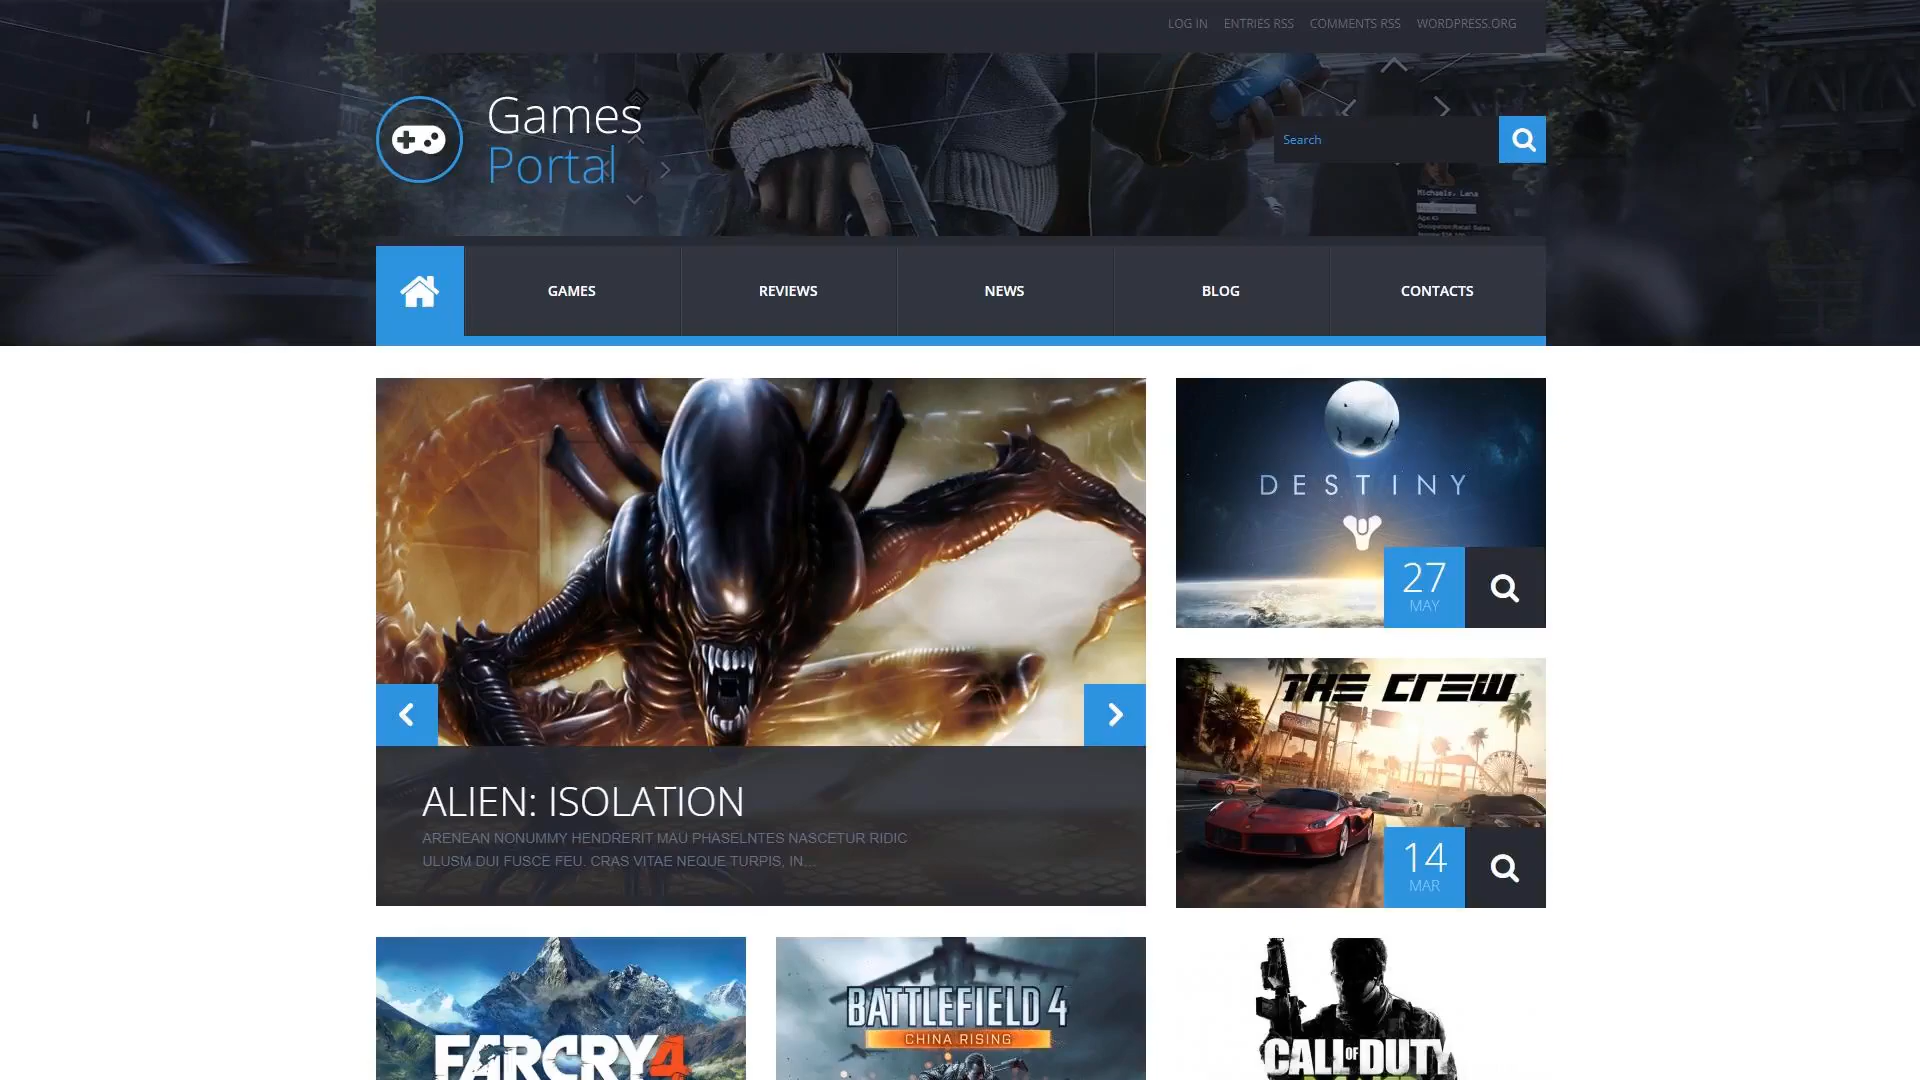 LOG IN ENTRIES RSS COMMENTS RSS WORDPRESS.ORG
Games
Portal
Search
Michaels, Lana
GAMES REVIEWS NEWS BLOG CONTACTS
DESTINY
27
MAY
THE CREW
14
MAR
ALIEN: ISOLATION
ARENEAN NONUMMY HENDRERIT MAU PHASELNTES NASCETUR RIDIC
ULUSM DUI FUSCE FEU. CRAS VITAE NEQUE TURPIS, IN...
FARCRY4
BATTLEFIELD 4
CHINA RISING
CALL OF DUTY